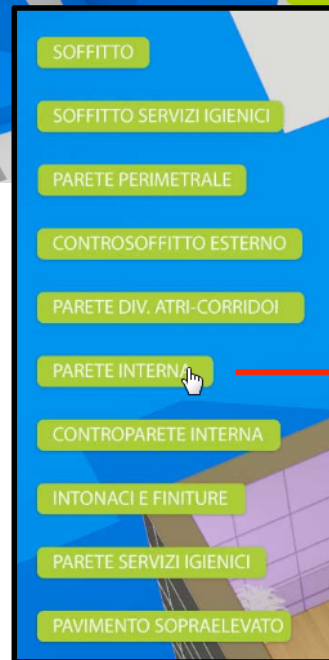 SOFFITTO
SOFFITTO SERVIZI IGIENICI
PARETE PERIMETRALE
CONTROSOFFITTO ESTERNO
PARETE DIV. ATRI-CORRIDOI
PARETE INTERNA
CONTROPARETE INTERNA
INTONACI E FINITURE
PARETE SERVIZI IGIENICI
PAVIMENTO SOPRAELEVATO